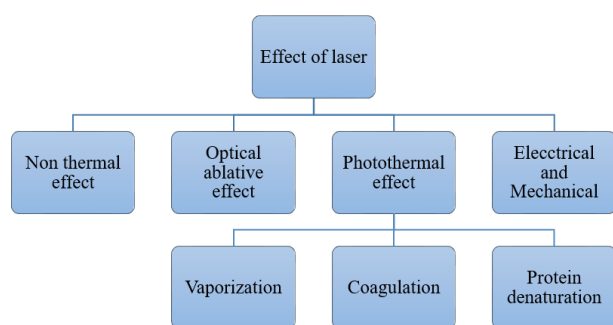 Effect of laser
Non thermal
effect
Optical
ablative
effect
Photothermal
effect
Elecctrical
and
Mechanical
Vaporization
Coagulation
Protein
denaturation